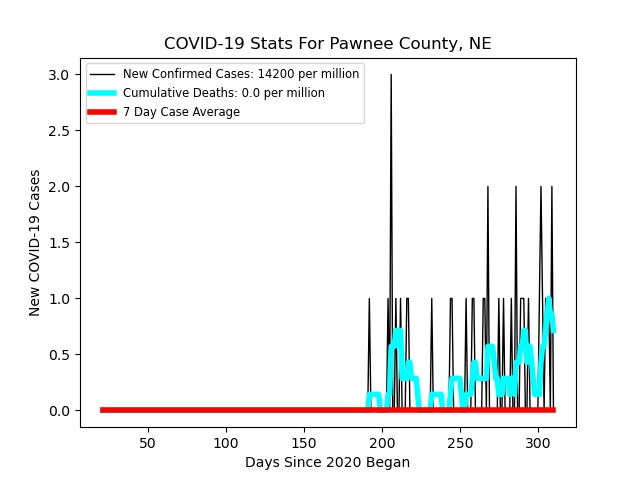 COVID-19 Stats For Pawnee County, NE
New Confirmed Cases: 14200 per million
Cumulative Deaths: 0.0 per million
7 Day Case Average
New COVID-19 Cases
3.0
2.5
2.0
1.5
1.0
0.5
0.0
50 100 150 200 250 300
Days Since 2020 Began